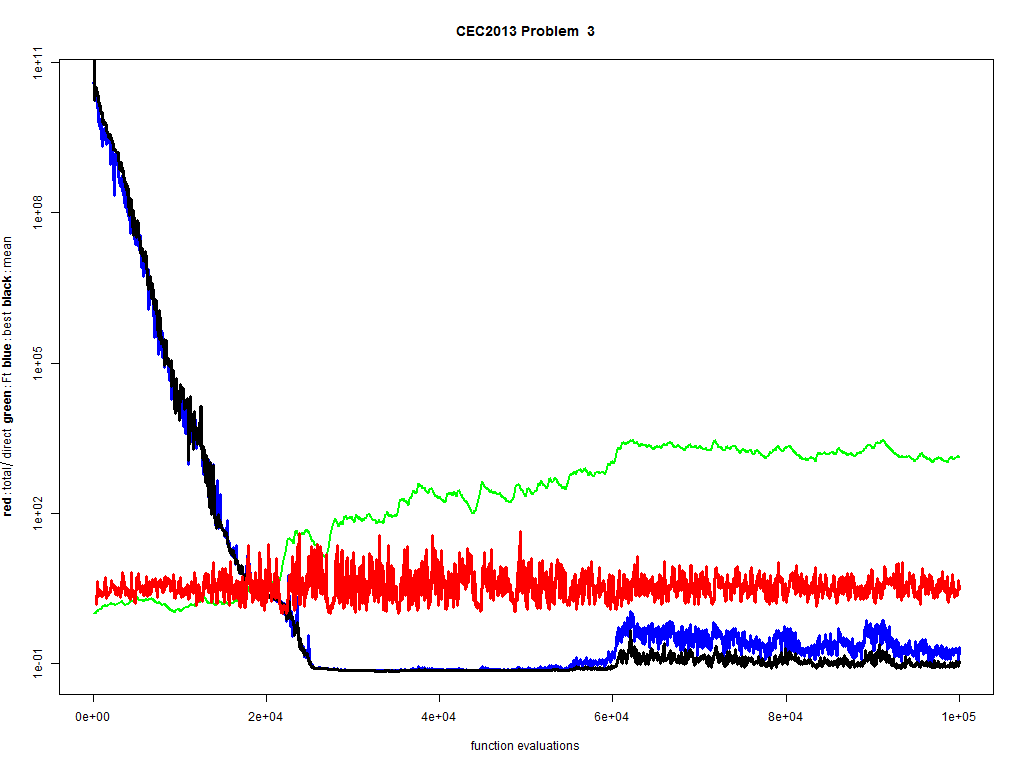 CEC2013 Problem 3
red : total/ direct green : Ft blue : best black : mean
1e+11
1e+08
1e+05
1e+02
1e-01
0e+00 2e+04 4e+04 6e+04 8e+04 1e+05
function evaluations